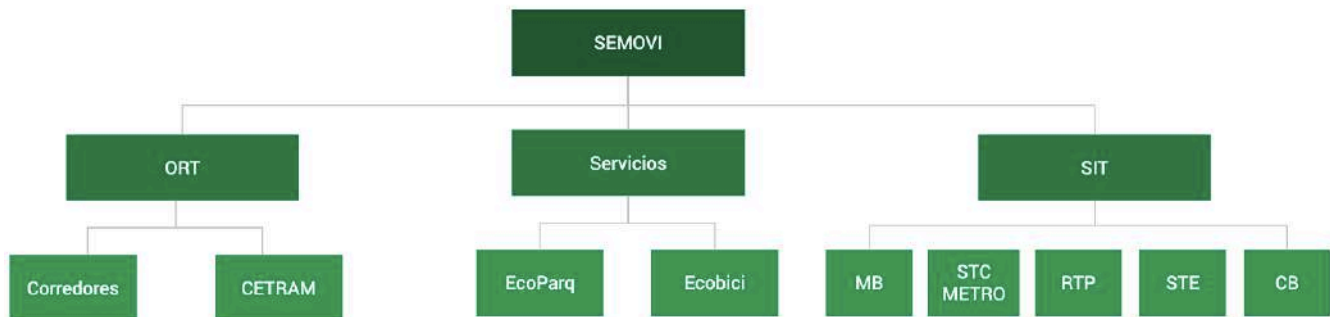 SEMOVI
ORT
Servicios
SIT
Corredores
CETRAM
EcoParq
Ecobici
MB
STC
METRO
RTP
STE
CB